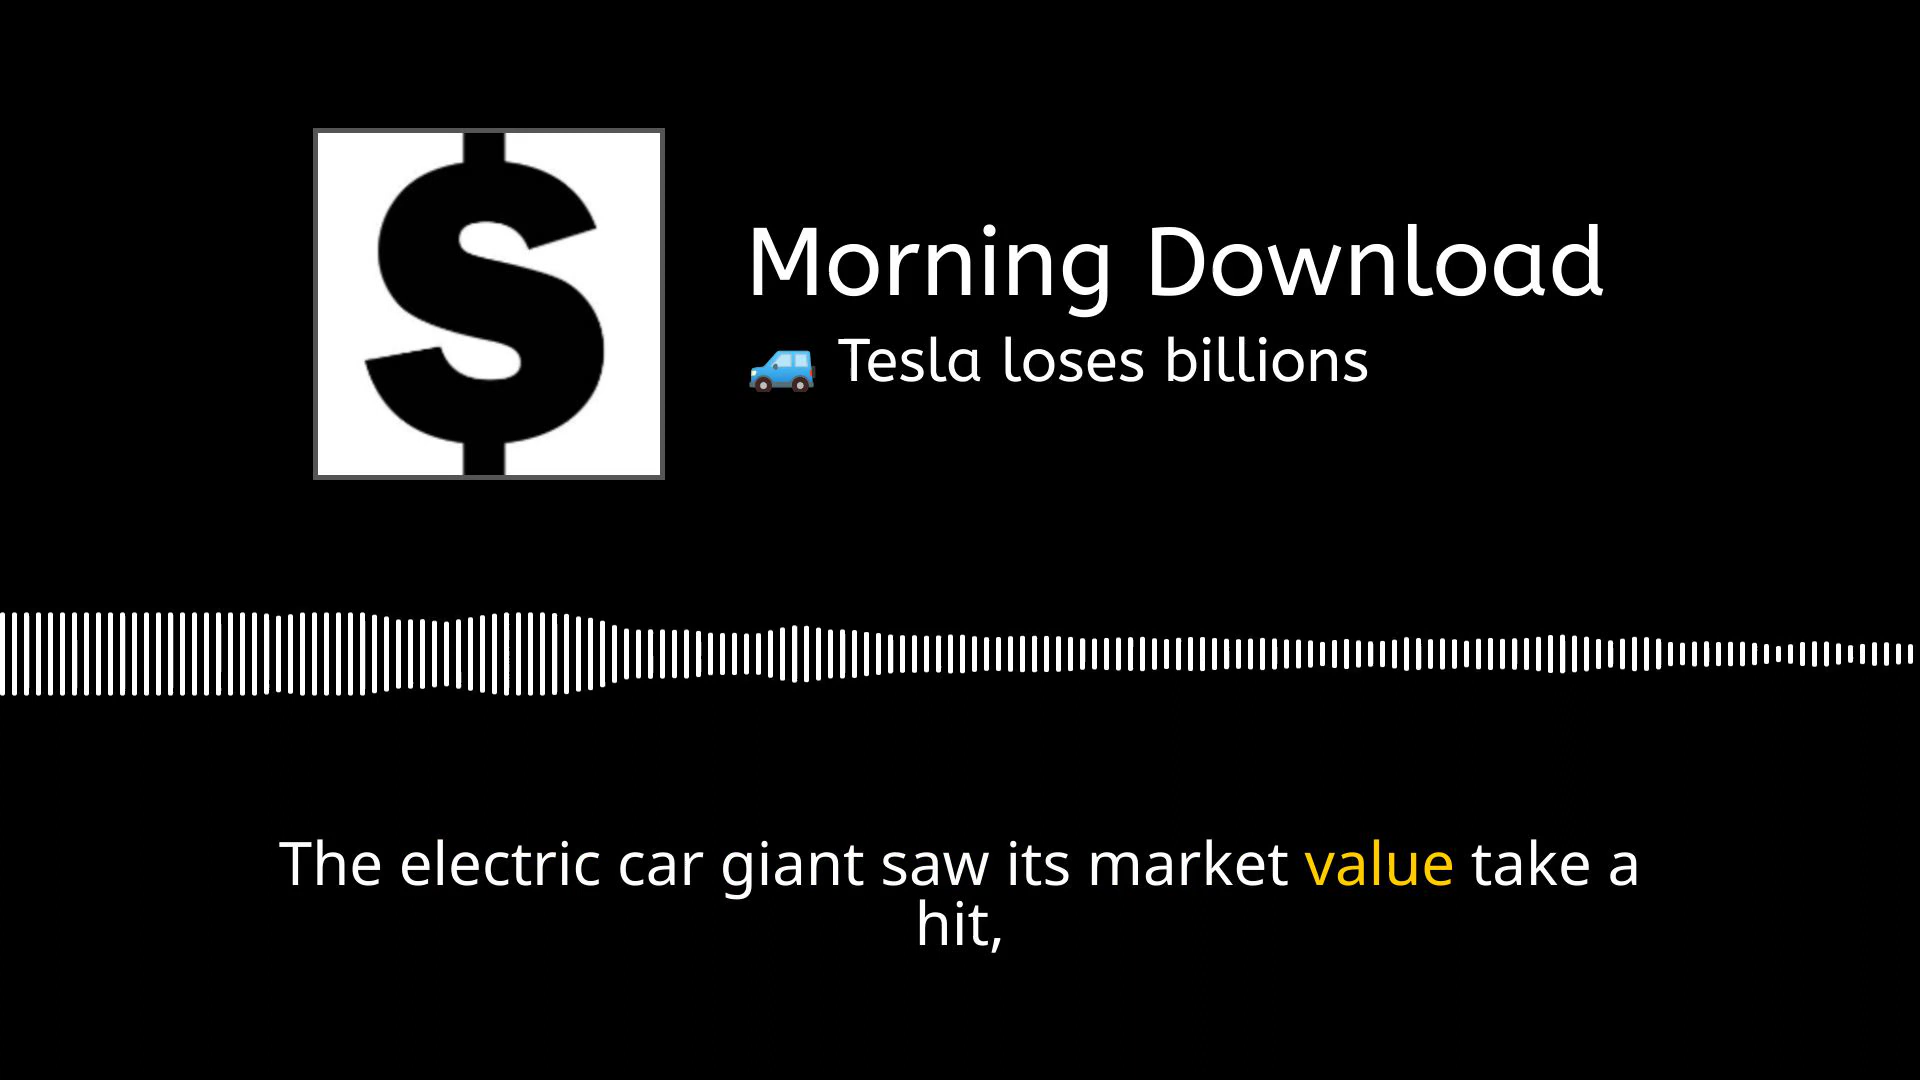 $
Morning Download
🚙 Tesla loses billions
The electric car giant saw its market value take a
hit,